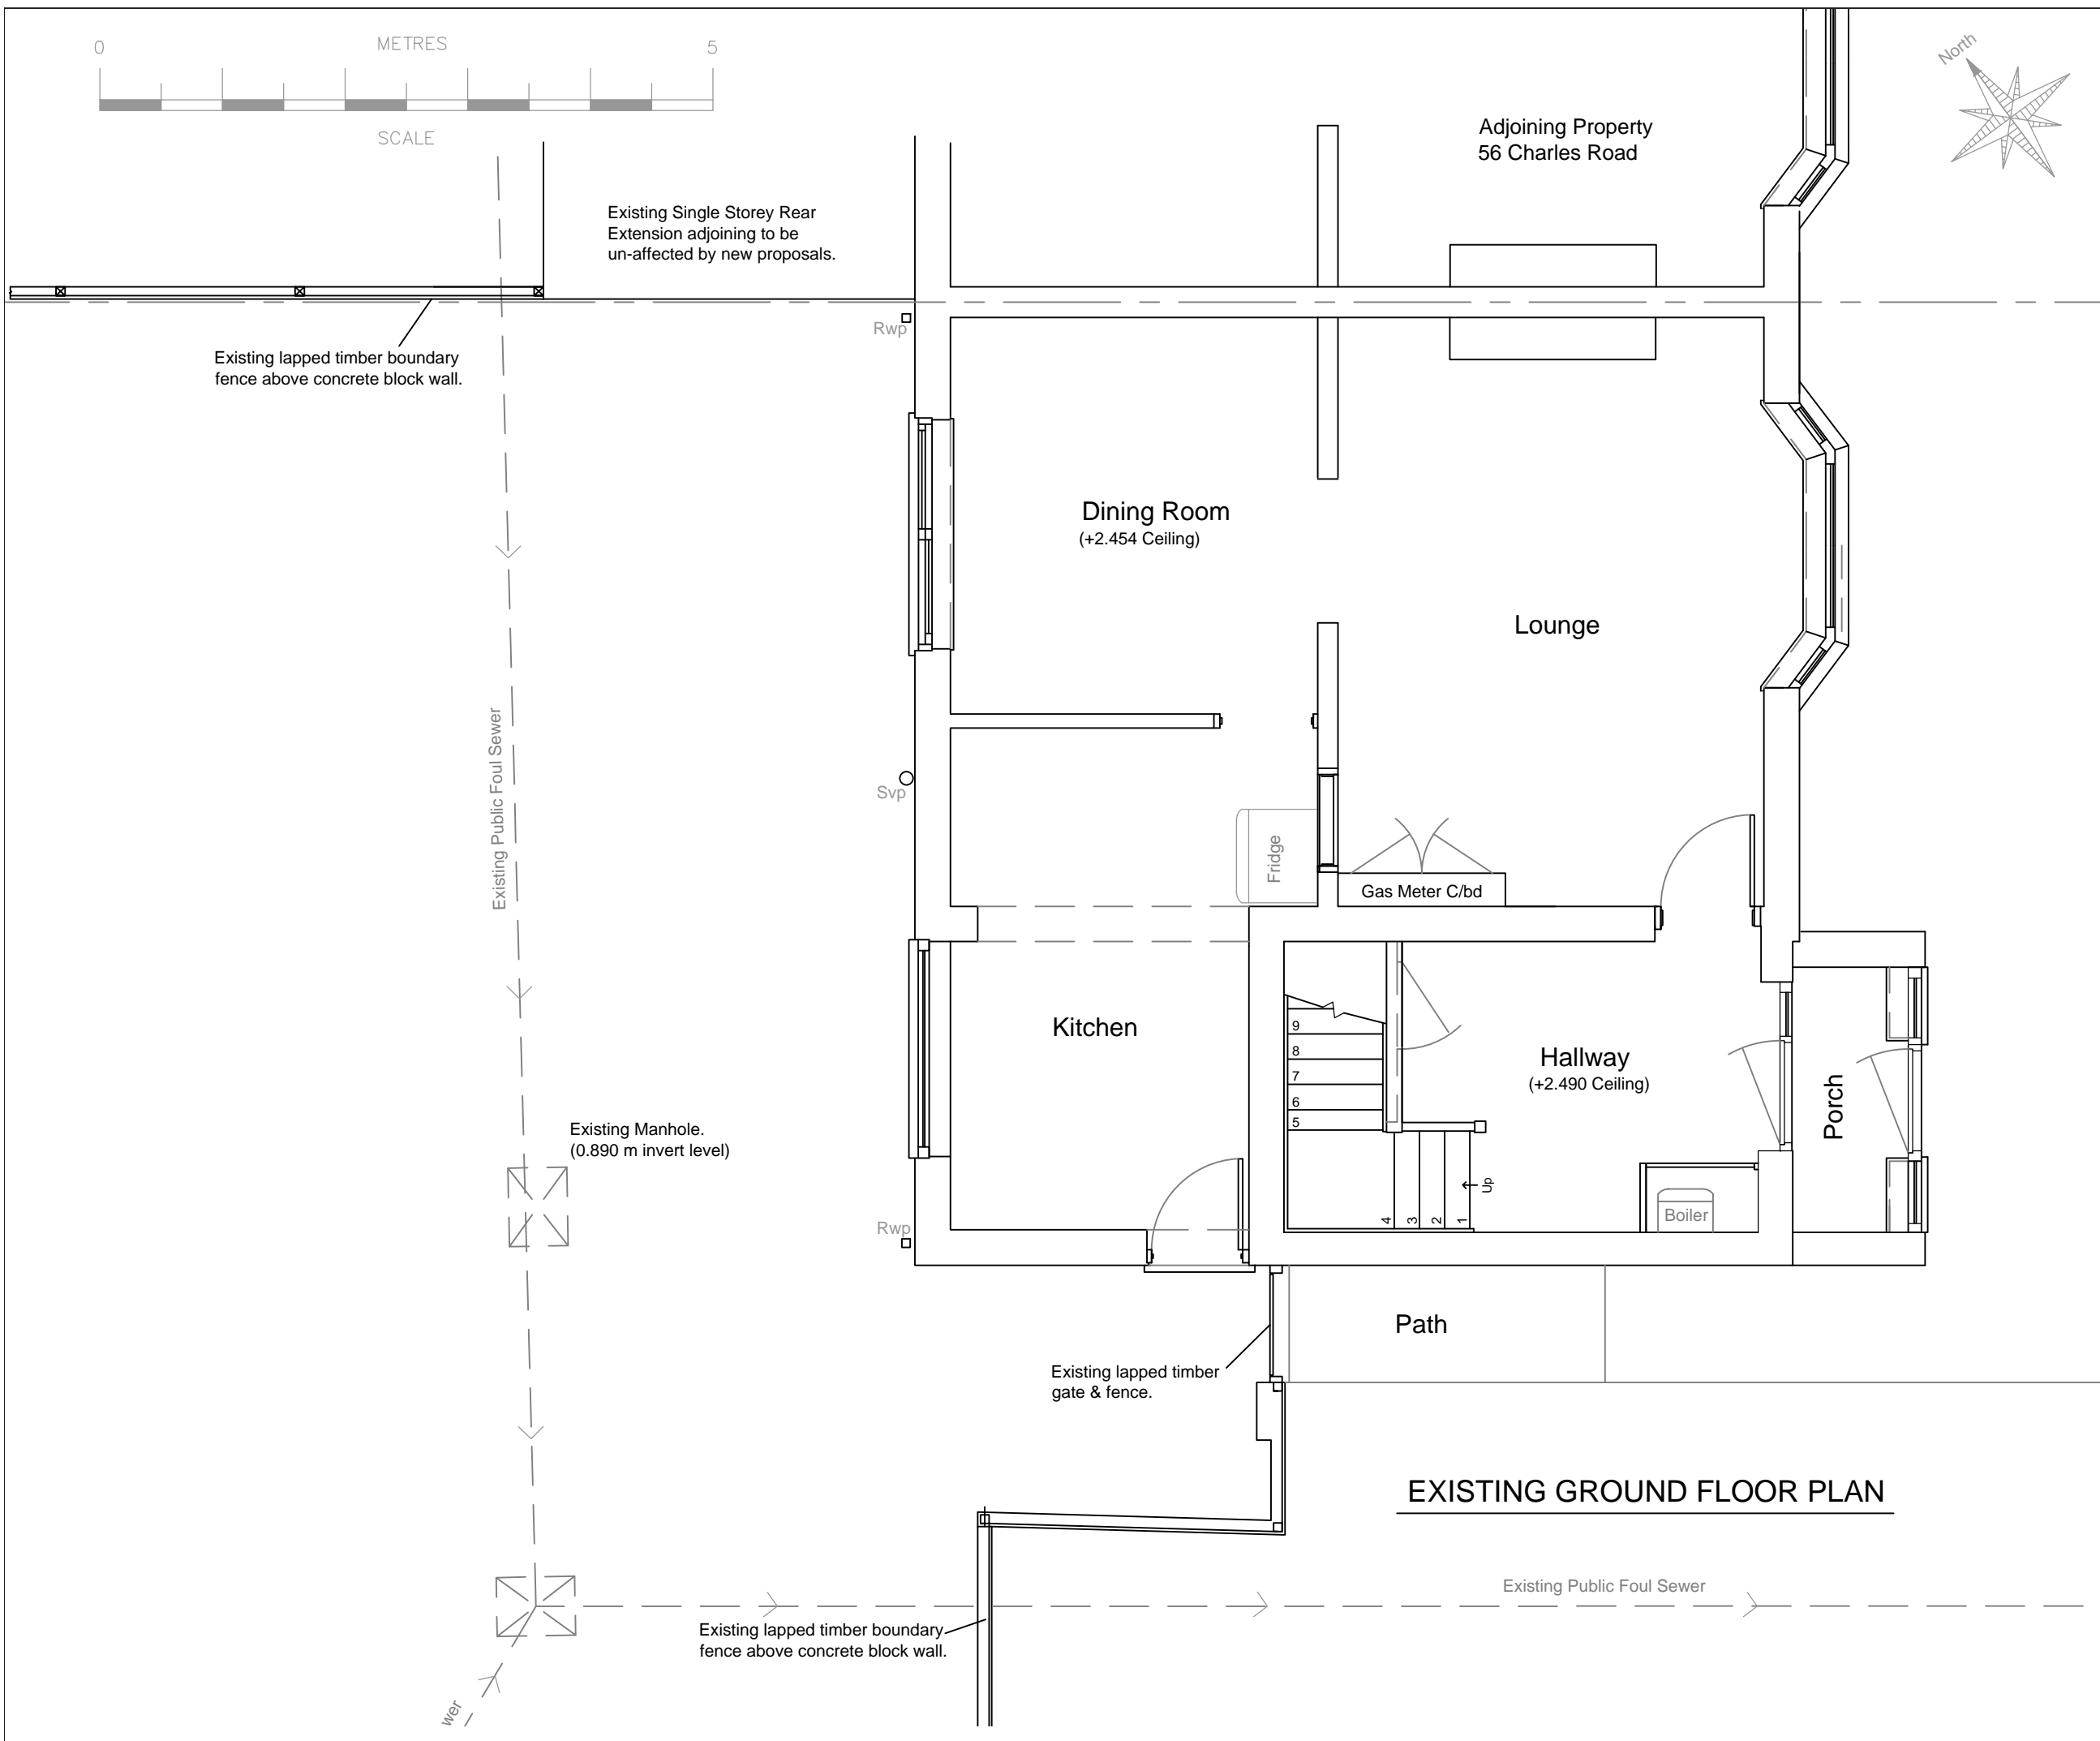 0
METRES
5
SCALE
North
Adjoining Property
56 Charles Road
Existing Single Storey Rear
Extension adjoining to be
un-affected by new proposals.
Rwp
Existing lapped timber boundary
fence above concrete block wall.
Dining Room
(+2.454 Ceiling)
Lounge
Existing Public Foul Sewer
Svp
Fridge
Gas Meter C/bd
Kitchen
9
8
7
6
5
4
3
2
1
Up
Hallway
(+2.490 Ceiling)
Porch
Boiler
Existing Manhole.
(0.890 m invert level)
Rwp
Path
Existing lapped timber
gate & fence.
EXISTING GROUND FLOOR PLAN
Existing Public Foul Sewer
Existing lapped timber boundary
fence above concrete block wall.
wer